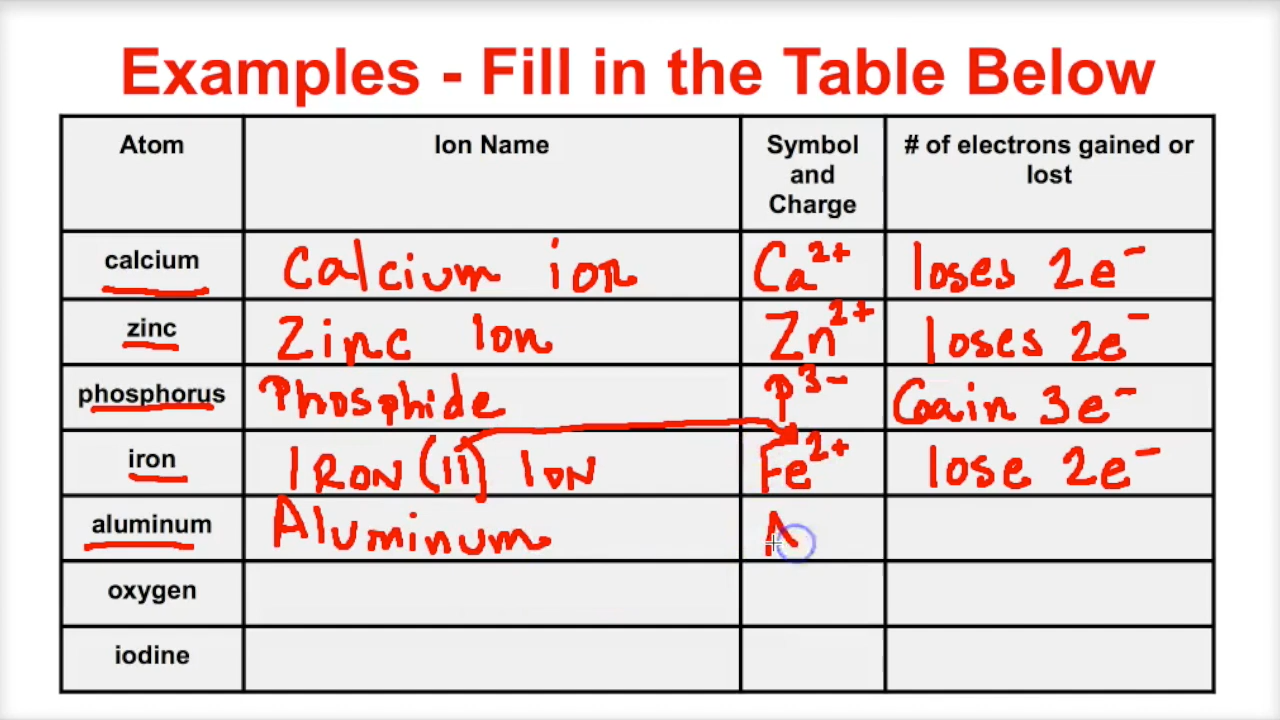 Examples - Fill in the Table Below
Atom Ion Name Symbol and Charge # of electrons gained or lost
calcium Calcium ion Ca²⁺ loses 2e⁻
zinc Zinc Ion Zn²⁺ loses 2e⁻
phosphorus Phosphide P³⁻ Gain 3e⁻
iron IRON (II) ION Fe²⁺ lose 2e⁻
aluminum Aluminum A
oxygen
iodine